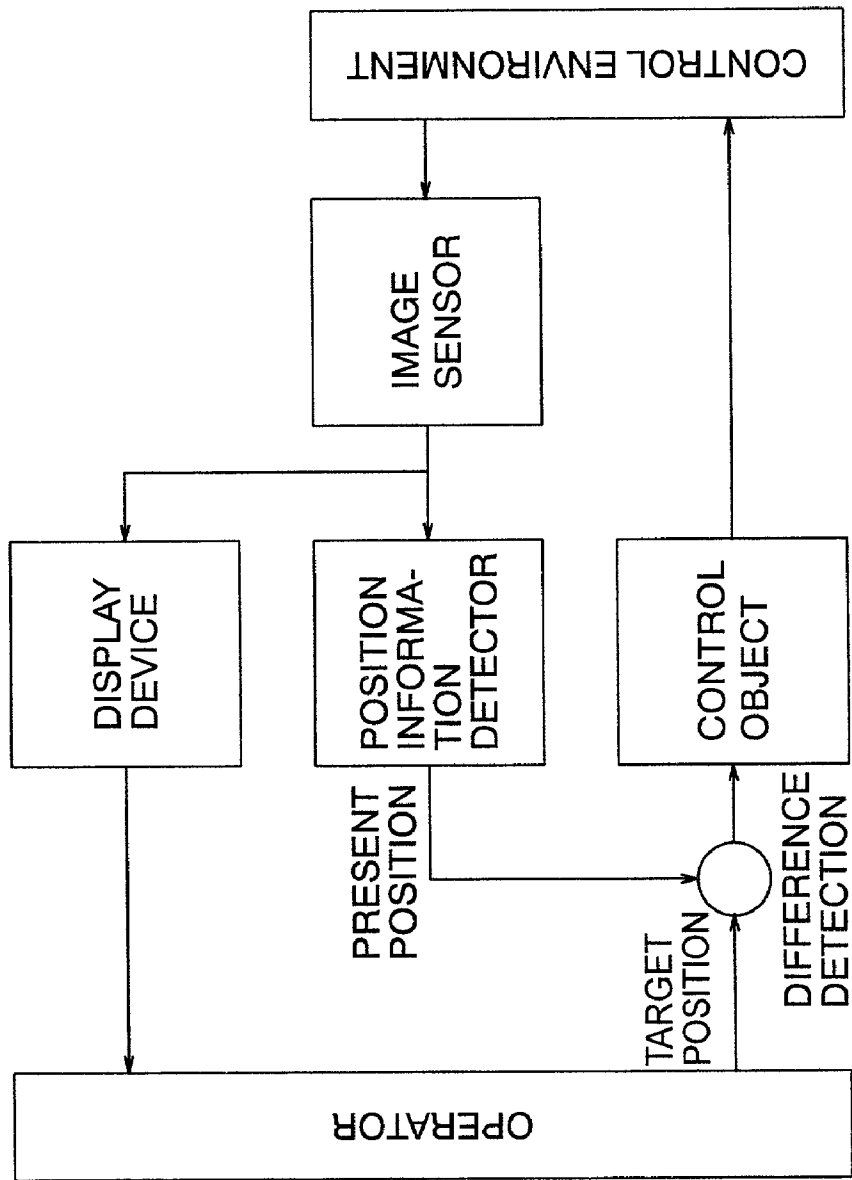 OPERATOR
DISPLAY
DEVICE
PRESENT
POSITION
POSITION
INFORMA-
TION
DETECTOR
IMAGE
SENSOR
TARGET
POSITION
DIFFERENCE
DETECTION
CONTROL
OBJECT
CONTROL ENVIRONMENT